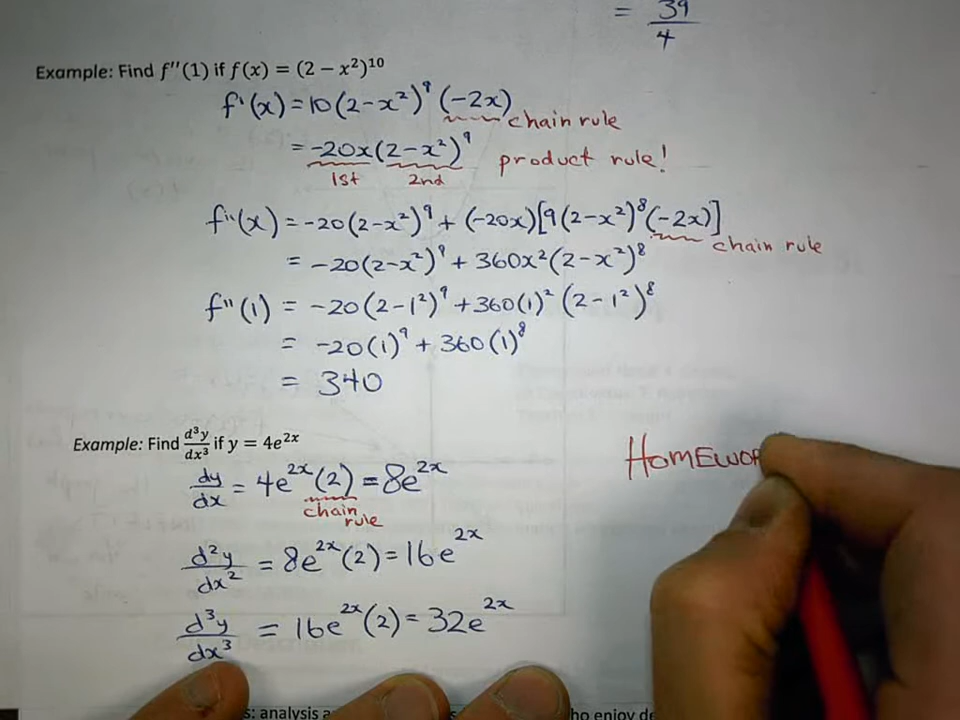 = 39/4
Example: Find f''(1) if f(x) = (2 − x²)¹⁰
f'(x) = 10(2-x²)⁹(-2x)
chain rule
= -20x(2-x²)⁹ product rule!
1st 2nd
f''(x) = -20(2-x²)⁹ + (-20x)[9(2-x²)⁸(-2x)]
chain rule
= -20(2-x²)⁹ + 360x²(2-x²)⁸
f''(1) = -20(2-1²)⁹ + 360(1)²(2-1²)⁸
= -20(1)⁹ + 360(1)⁸
= 340
Example: Find d³y/dx³ if y = 4e²ˣ
HOMEWOR
dy/dx = 4e²ˣ(2) = 8e²ˣ
chain rule
d²y/dx² = 8e²ˣ(2) = 16e²ˣ
d³y/dx³ = 16e²ˣ(2) = 32e²ˣ
s: analysis a ho enjoy de